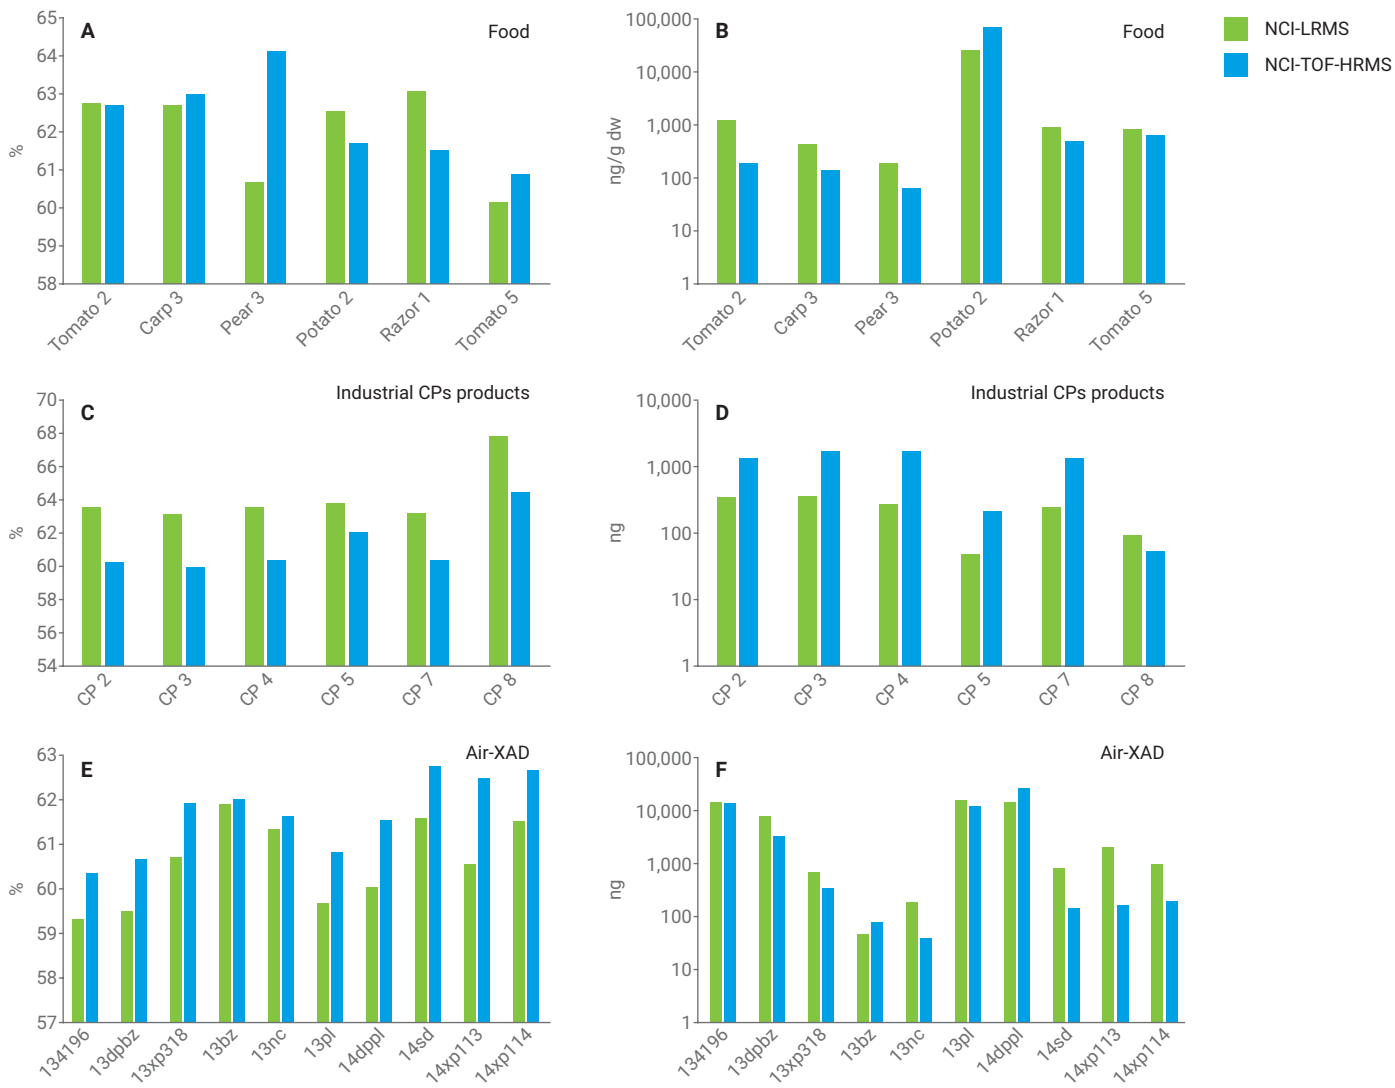 A
Food
%
65
64
63
62
61
60
59
58
Tomato 2
Carp 3
Pear 3
Potato 2
Razor 1
Tomato 5
B
Food
ng/g dw
100,000
10,000
1,000
100
10
1
Tomato 2
Carp 3
Pear 3
Potato 2
Razor 1
Tomato 5
NCI-LRMS
NCI-TOF-HRMS
C
Industrial CPs products
%
70
68
66
64
62
60
58
56
54
CP 2
CP 3
CP 4
CP 5
CP 7
CP 8
D
Industrial CPs products
ng
10,000
1,000
100
10
1
CP 2
CP 3
CP 4
CP 5
CP 7
CP 8
E
Air-XAD
%
63
62
61
60
59
58
57
134196
13dpbz
13xp318
13bz
13nc
13pl
14dppl
14sd
14xp113
14xp114
F
Air-XAD
ng
100,000
10,000
1,000
100
10
1
134196
13dpbz
13xp318
13bz
13nc
13pl
14dppl
14sd
14xp113
14xp114